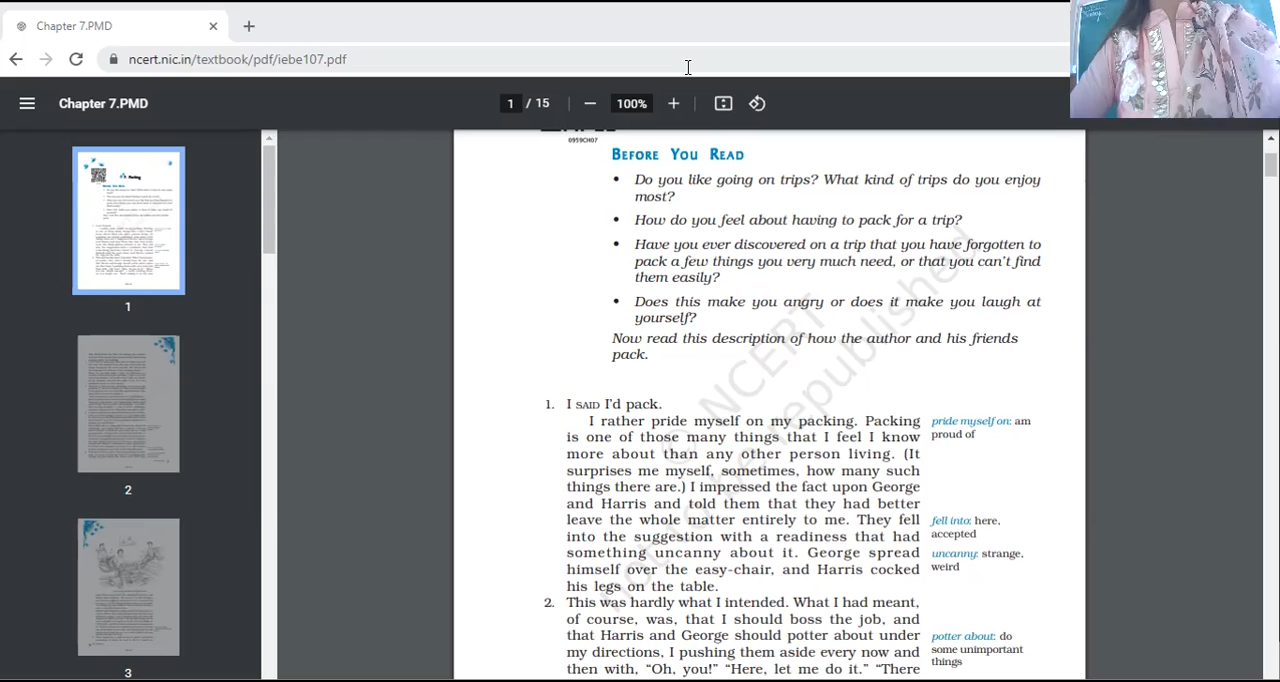 Chapter 7.PMD
ncert.nic.in/textbook/pdf/iebe107.pdf
Chapter 7.PMD
1 / 15
100%
0959CH07
BEFORE YOU READ
• Do you like going on trips? What kind of trips do you enjoy
most?
• How do you feel about having to pack for a trip?
• Have you ever discovered on a trip that you have forgotten to
pack a few things you very much need, or that you can't find
them easily?
• Does this make you angry or does it make you laugh at
yourself?
Now read this description of how the author and his friends
pack.
1. I SAID I'd pack.
I rather pride myself on my packing. Packing
is one of those many things that I feel I know
more about than any other person living. (It
surprises me myself, sometimes, how many such
things there are.) I impressed the fact upon George
and Harris and told them that they had better
leave the whole matter entirely to me. They fell
into the suggestion with a readiness that had
something uncanny about it. George spread
himself over the easy-chair, and Harris cocked
his legs on the table.
2. This was hardly what I intended. What I had meant,
of course, was, that I should boss the job, and
that Harris and George should potter about under
my directions, I pushing them aside every now and
then with, “Oh, you!” “Here, let me do it.” “There
pride myself on: am
proud of
fell into: here,
accepted
uncanny: strange,
weird
potter about: do
some unimportant
things
Packing
1
2
3
© NCERT
not to be republished